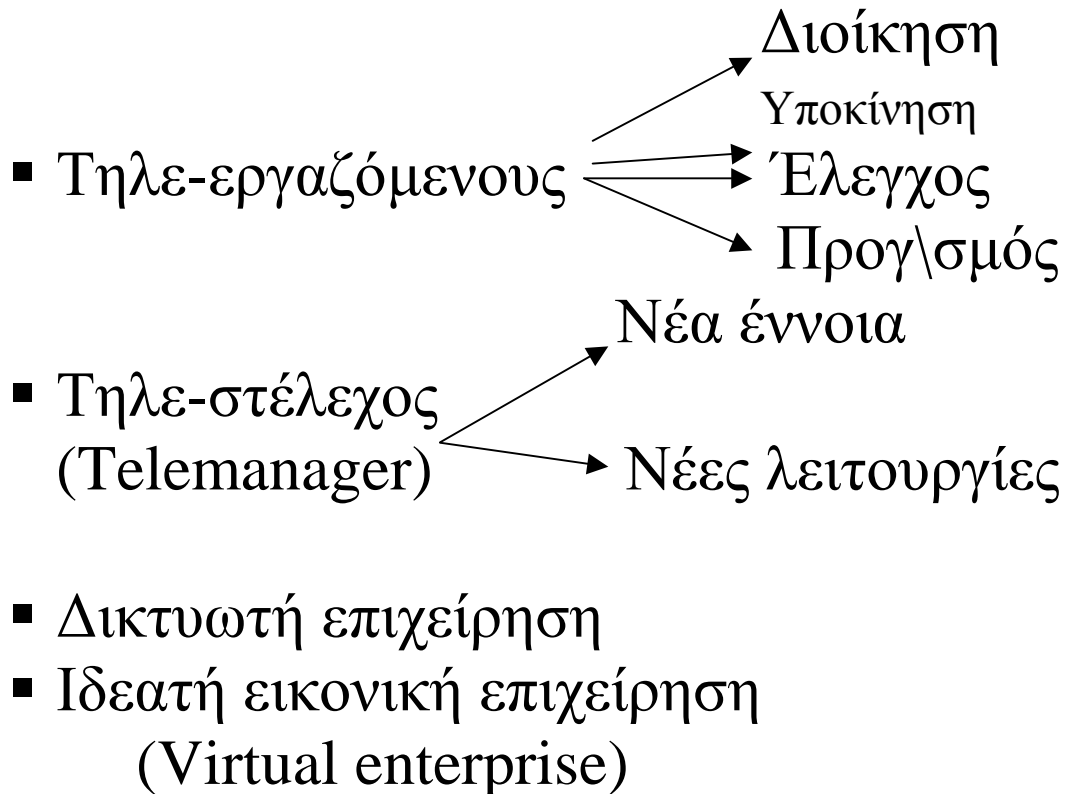 Διοίκηση
Υποκίνηση
▪ Τηλε-εργαζόμενους
Έλεγχος
Προγ\σμός
Νέα έννοια
▪ Τηλε-στέλεχος
(Telemanager)
Νέες λειτουργίες
▪ Δικτυωτή επιχείρηση
▪ Ιδεατή εικονική επιχείρηση
(Virtual enterprise)